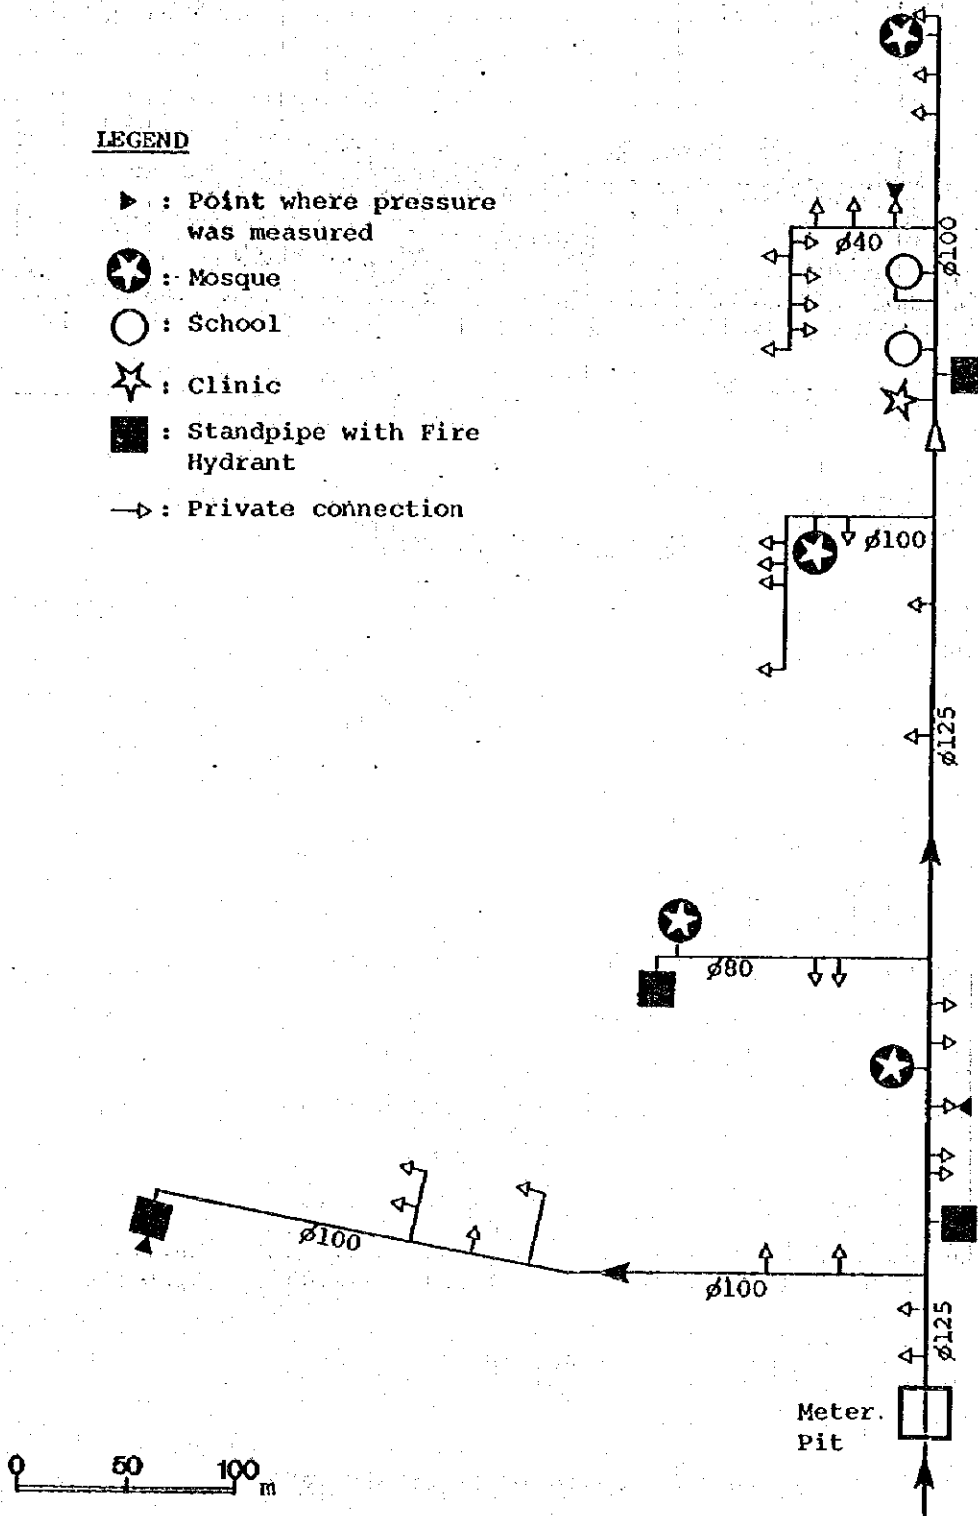 LEGEND
: Point where pressure
was measured
: Mosque
: School
: Clinic
: Standpipe with Fire
Hydrant
: Private connection
ø40
ø100
ø100
ø125
ø80
ø100
ø100
ø125
Meter.
Pit
0 50 100 m